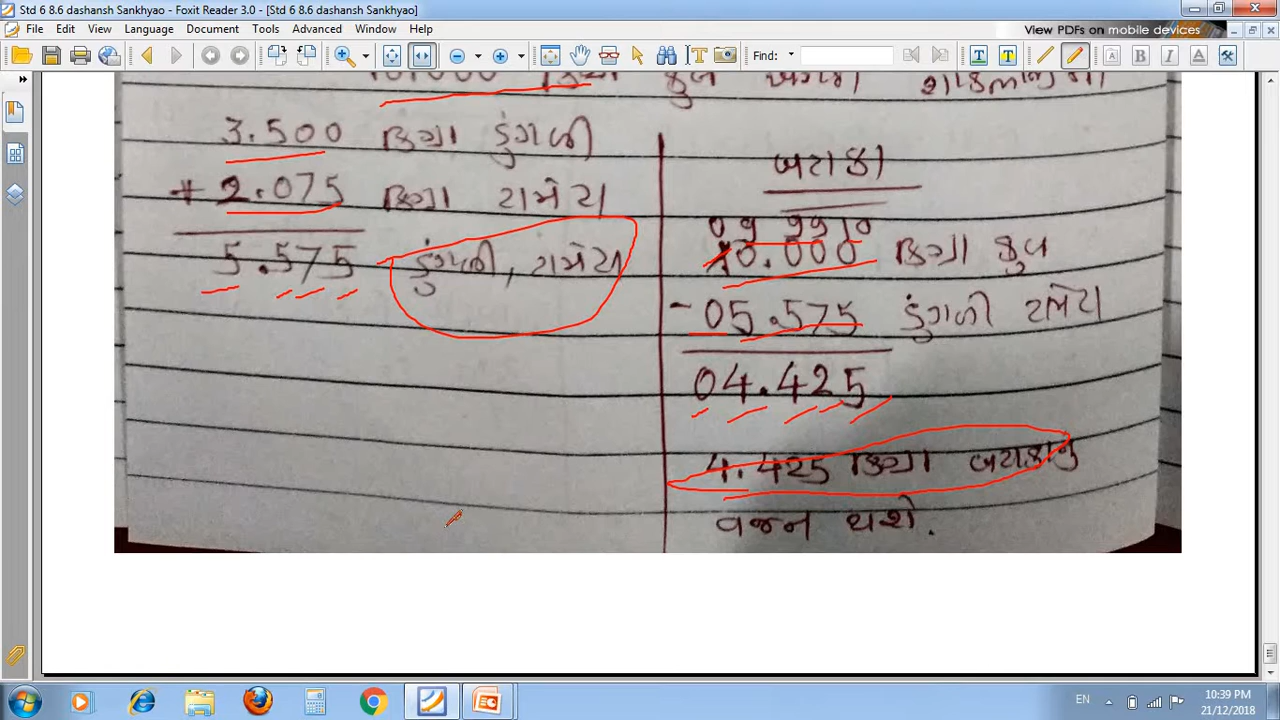 Std 6 8.6 dashansh Sankhyao - Foxit Reader 3.0 - [Std 6 8.6 dashansh Sankhyao]
File Edit View Language Document Tools Advanced Window Help
View PDFs on mobile devices
Find:
કુલ
3.500 કિગ્રા ડુંગળી
+ 2.075 કિગ્રા ટામેટા
5.575 ડુંગળી, ટામેટા
બટાકા
09 9910
10.000 કિગ્રા કુલ
- 05.575 ડુંગળી ટામેટા
04.425
4.425 કિગ્રા બટાકાનુ
વજન થશે.
EN
10:39 PM
21/12/2018